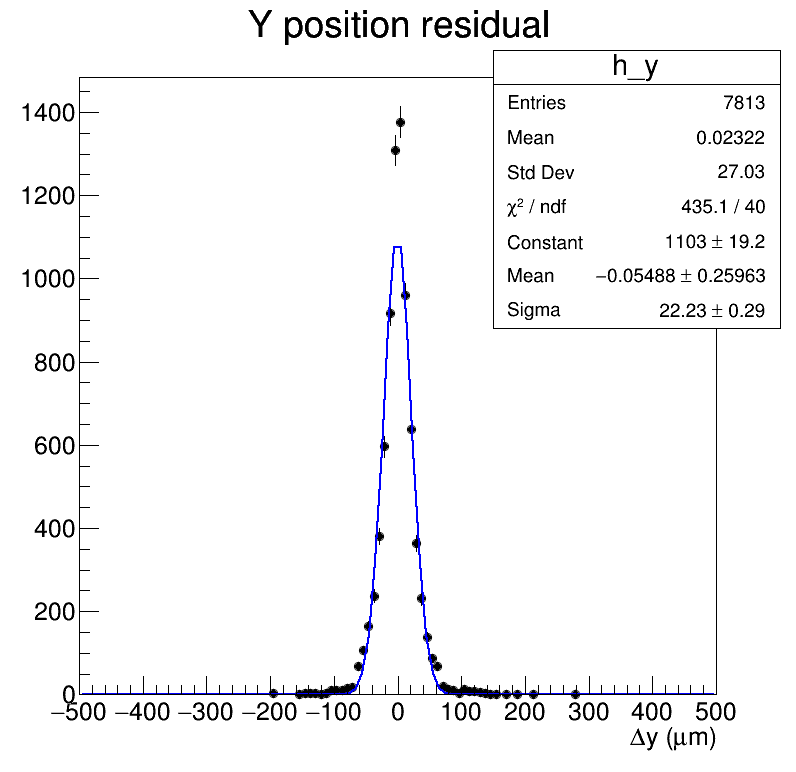 Y position residual
h_y
Entries 7813
Mean 0.02322
Std Dev 27.03
χ² / ndf 435.1 / 40
Constant 1103 ± 19.2
Mean −0.05488 ± 0.25963
Sigma 22.23 ± 0.29
1400
1200
1000
800
600
400
200
0
−500 −400 −300 −200 −100 0 100 200 300 400 500
Δy (μm)